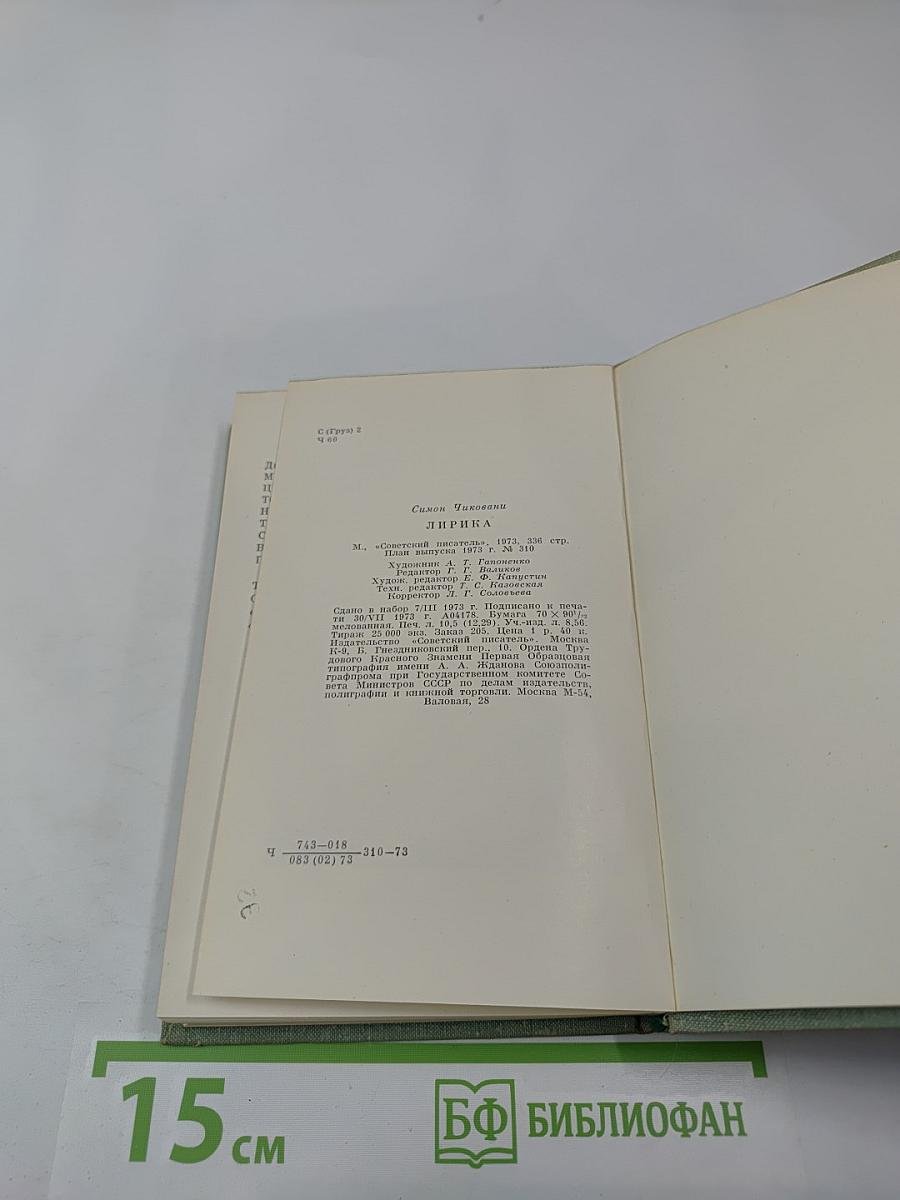 С (Груз) 2
Ч 60
Симон Чиковани
ЛИРИКА
М., «Советский писатель», 1973, 336 стр.
План выпуска 1973 г. № 310
Художник А. Т. Гапоненко
Редактор Г. Г. Валиков
Худож. редактор Е. Ф. Капустин
Техн. редактор Т. С. Казовская
Корректор Л. Г. Соловьева
Сдано в набор 7/III 1973 г. Подписано к печа-
ти 30/VII 1973 г. А04178. Бумага 70 × 90¹/₃₂
мелованная. Печ. л. 10,5 (12,29). Уч.-изд. л. 8,56.
Тираж 25 000 экз. Заказ 205. Цена 1 р. 40 к.
Издательство «Советский писатель». Москва
К-9, Б. Гнездниковский пер., 10. Ордена Тру-
дового Красного Знамени Первая Образцовая
типография имени А. А. Жданова Союзполи-
графпрома при Государственном комитете Со-
вета Министров СССР по делам издательств,
полиграфии и книжной торговли. Москва М-54,
Валовая, 28
Ч 743—018
083 (02) 73 310—73
15 см
БФ БИБЛИОФАН